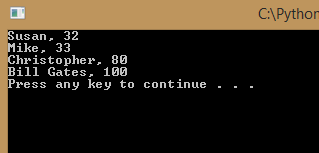 C:\Python
Susan, 32
Mike, 33
Christopher, 80
Bill Gates, 100
Press any key to continue . . .